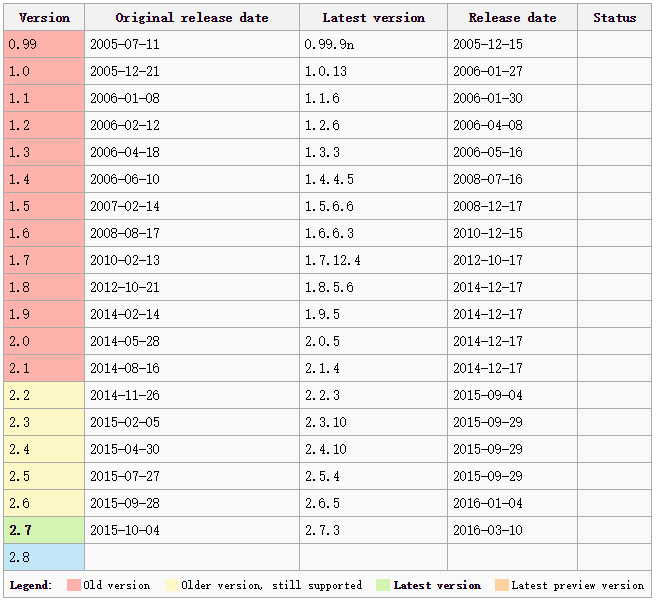 Version Original release date Latest version Release date Status
0.99 2005-07-11 0.99.9n 2005-12-15
1.0 2005-12-21 1.0.13 2006-01-27
1.1 2006-01-08 1.1.6 2006-01-30
1.2 2006-02-12 1.2.6 2006-04-08
1.3 2006-04-18 1.3.3 2006-05-16
1.4 2006-06-10 1.4.4.5 2008-07-16
1.5 2007-02-14 1.5.6.6 2008-12-17
1.6 2008-08-17 1.6.6.3 2010-12-15
1.7 2010-02-13 1.7.12.4 2012-10-17
1.8 2012-10-21 1.8.5.6 2014-12-17
1.9 2014-02-14 1.9.5 2014-12-17
2.0 2014-05-28 2.0.5 2014-12-17
2.1 2014-08-16 2.1.4 2014-12-17
2.2 2014-11-26 2.2.3 2015-09-04
2.3 2015-02-05 2.3.10 2015-09-29
2.4 2015-04-30 2.4.10 2015-09-29
2.5 2015-07-27 2.5.4 2015-09-29
2.6 2015-09-28 2.6.5 2016-01-04
2.7 2015-10-04 2.7.3 2016-03-10
2.8
Legend: Old version Older version, still supported Latest version Latest preview version